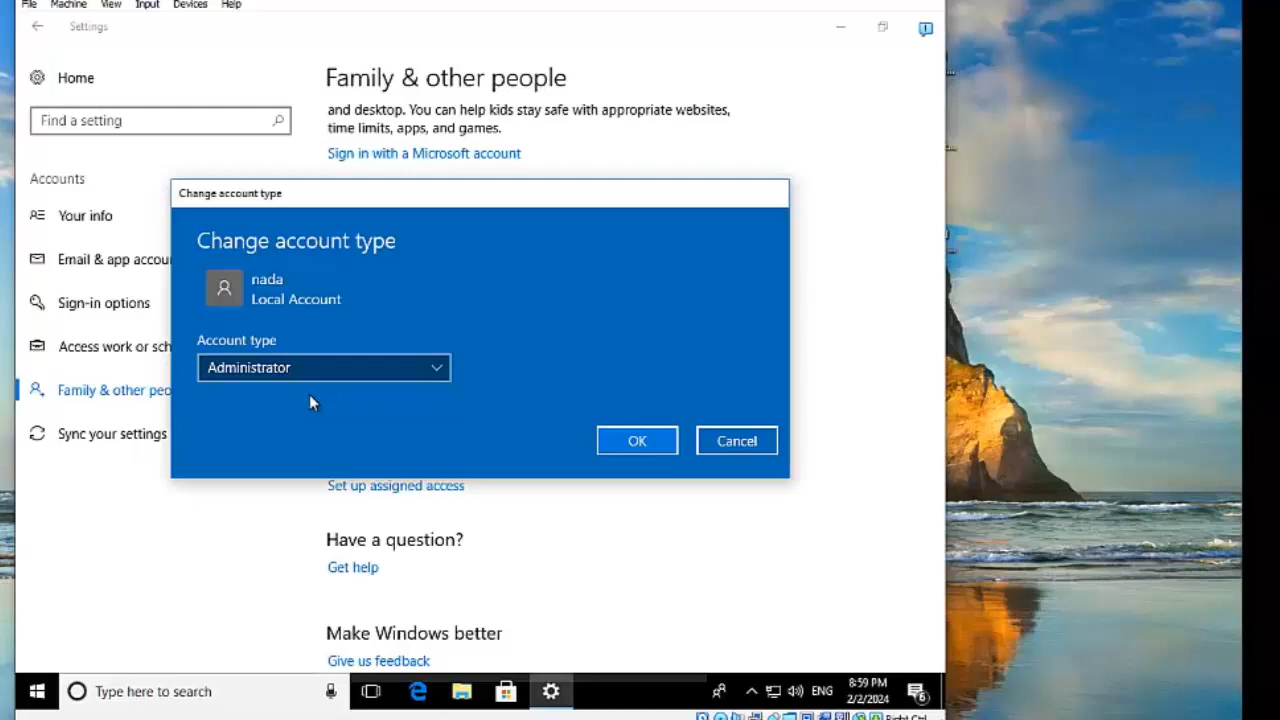 File Machine View Input Devices Help
Settings
Home
Find a setting
Accounts
Your info
Email & app accou
Sign-in options
Access work or sch
Family & other peo
Sync your settings
Family & other people
and desktop. You can help kids stay safe with appropriate websites,
time limits, apps, and games.
Sign in with a Microsoft account
Change account type
Change account type
nada
Local Account
Account type
Administrator
OK Cancel
Set up assigned access
Have a question?
Get help
Make Windows better
Give us feedback
Type here to search
ENG
8:59 PM
2/2/2024
6
Right Ctrl